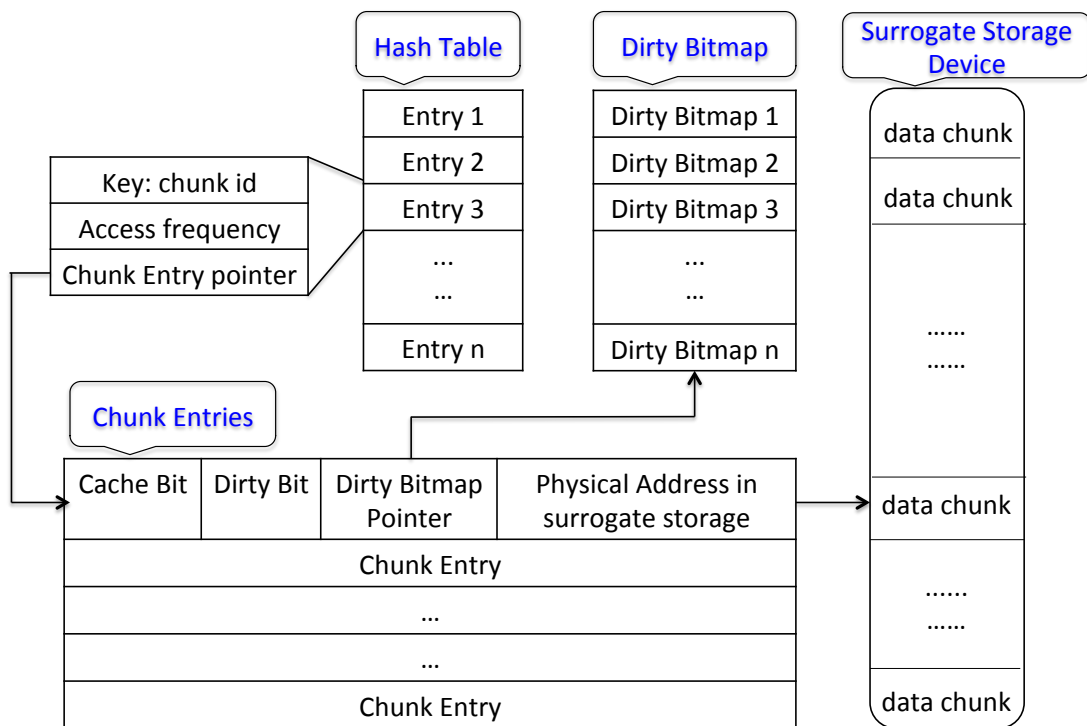 Hash Table
Dirty Bitmap
Surrogate Storage
Device
Entry 1
Entry 2
Entry 3
...
...
Entry n
Dirty Bitmap 1
Dirty Bitmap 2
Dirty Bitmap 3
...
...
Dirty Bitmap n
data chunk
data chunk
......
......
data chunk
......
......
data chunk
Key: chunk id
Access frequency
Chunk Entry pointer
Chunk Entries
Cache Bit
Dirty Bit
Dirty Bitmap
Pointer
Physical Address in
surrogate storage
Chunk Entry
...
...
Chunk Entry